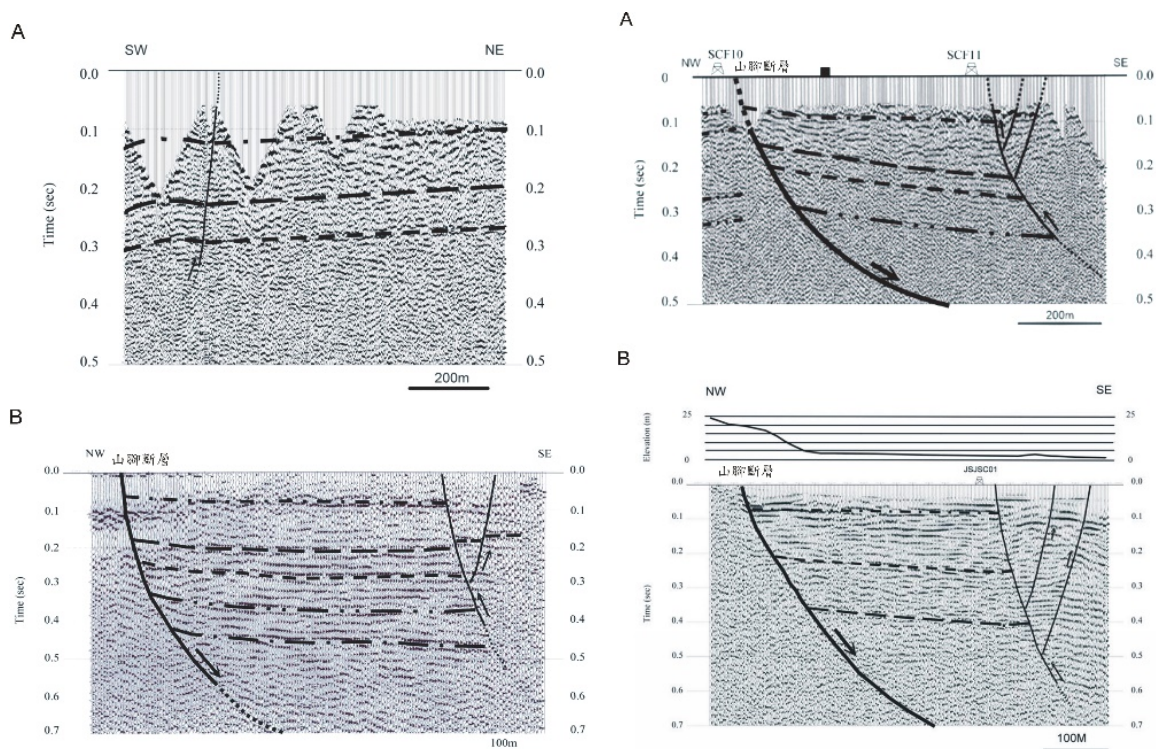 A
SW NE
0.0 0.0
0.1 0.1
0.2 0.2
0.3 0.3
0.4 0.4
0.5 0.5
Time (sec)
200m
A
SCF10 SCF11
NW 山腳斷層 SE
0 0.0
0.1 0.1
0.2 0.2
0.3 0.3
0.4 0.4
0.5 0.5
Time (sec)
200m
B
NW 山腳斷層 SE
0.0 0.0
0.1 0.1
0.2 0.2
0.3 0.3
0.4 0.4
0.5 0.5
0.6 0.6
0.7 0.7
Time (sec)
100m
B
NW SE
25 25
0 0
Elevation (m)
JSJSC01
山腳斷層
0.0 0.0
0.1 0.1
0.2 0.2
0.3 0.3
0.4 0.4
0.5 0.5
0.6 0.6
0.7 0.7
Time (sec)
100M